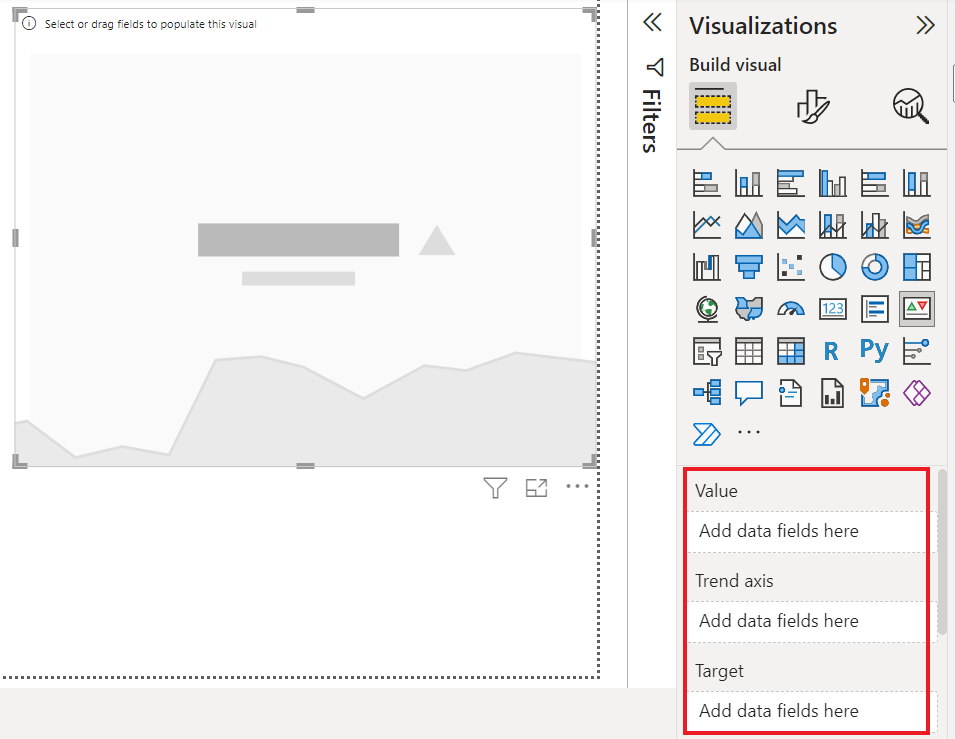 Select or drag fields to populate this visual
Filters
Visualizations
Build visual
123
R
Py
Value
Add data fields here
Trend axis
Add data fields here
Target
Add data fields here